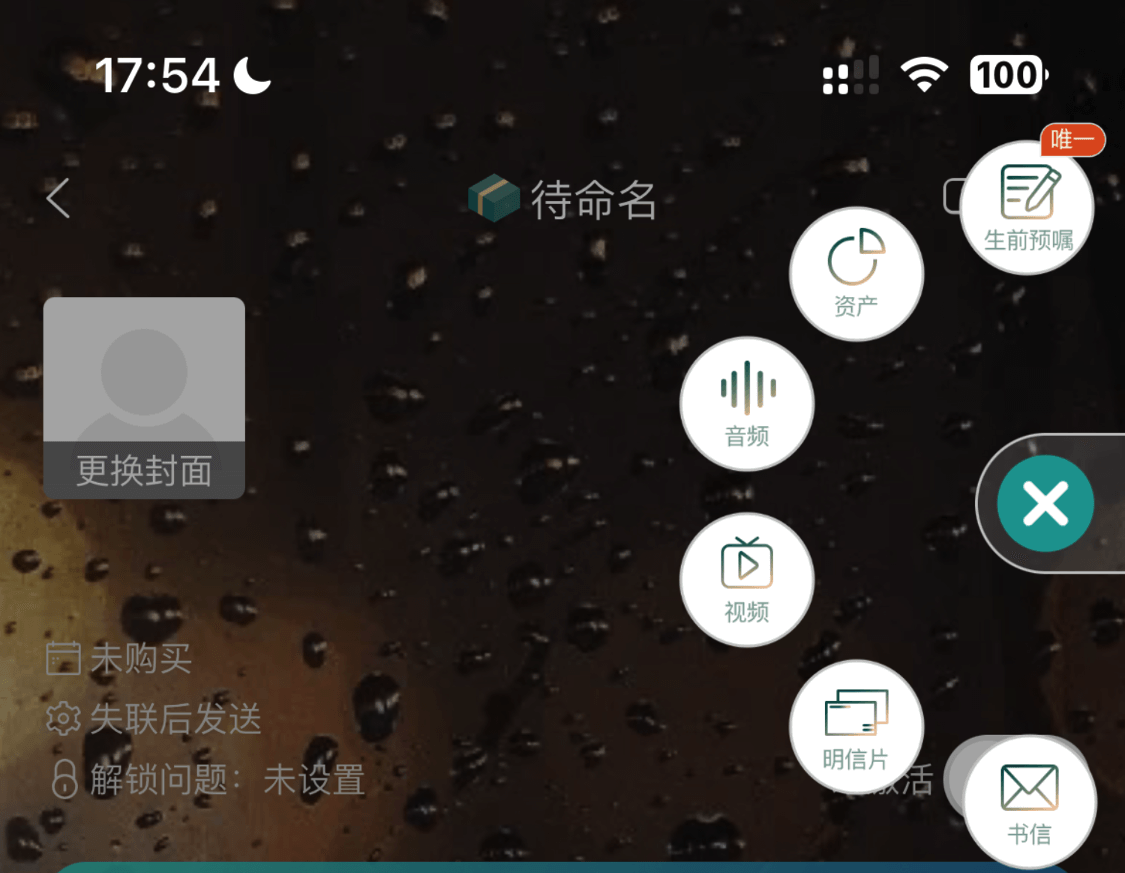 17:54
100
唯一
待命名
生前预嘱
资产
音频
更换封面
视频
未购买
失联后发送
明信片
解锁问题：未设置
活
书信